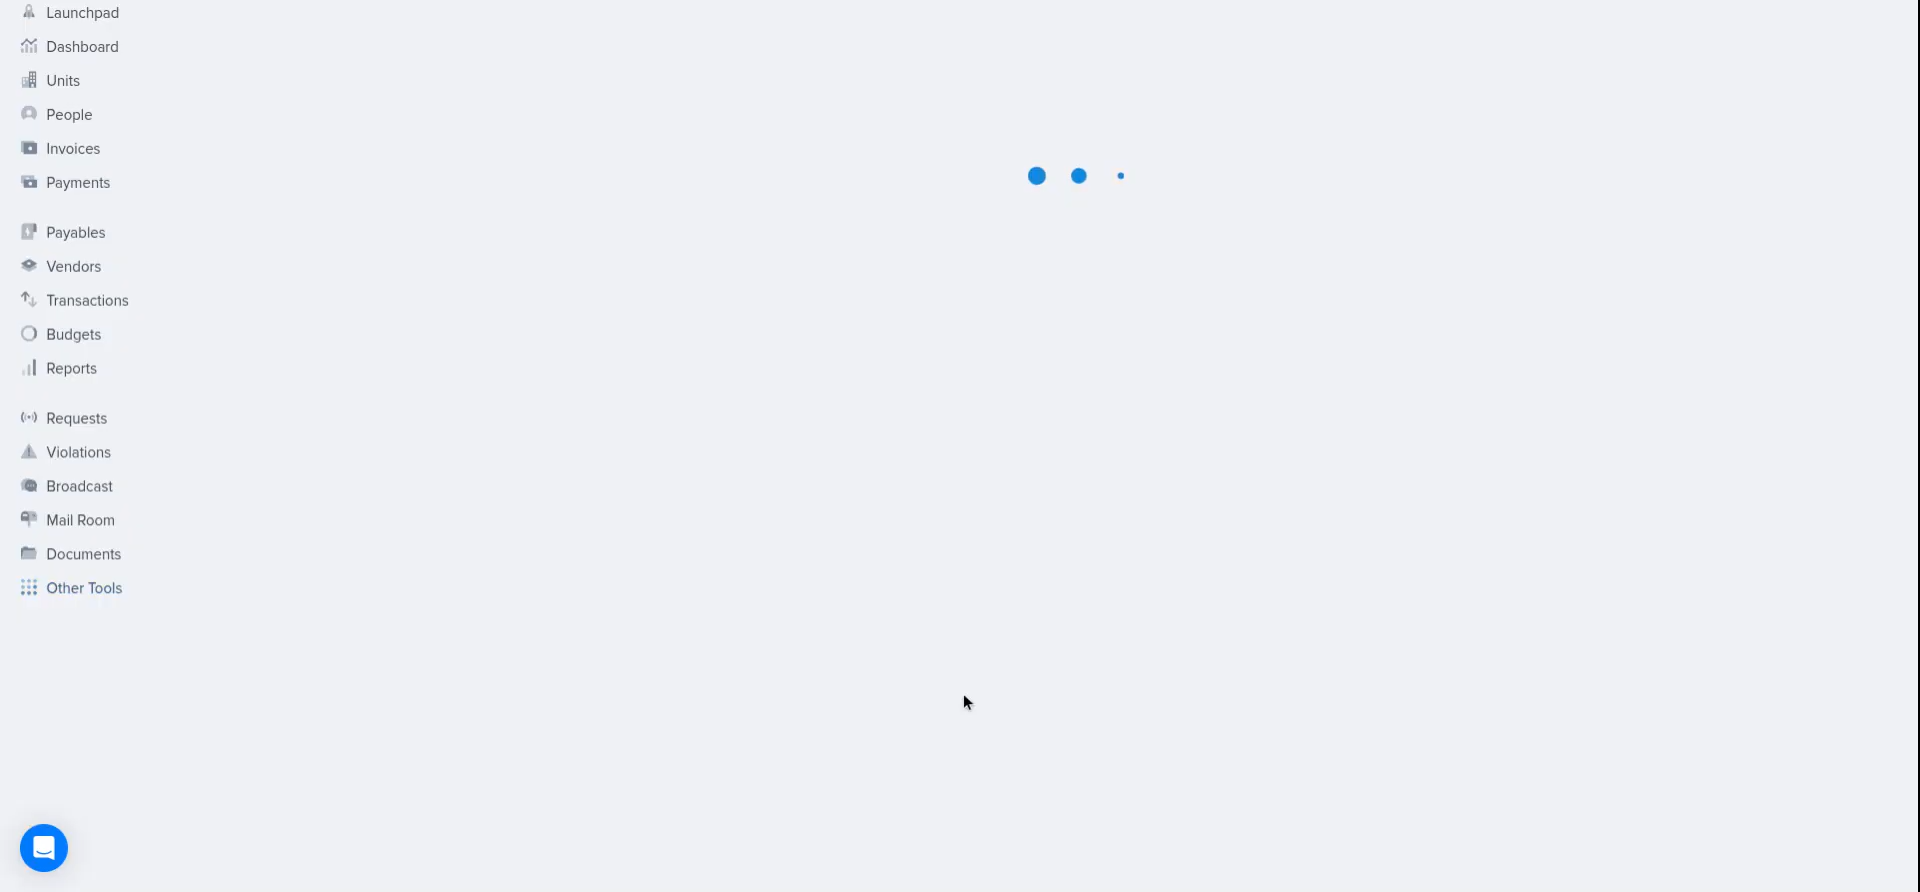 Launchpad
Dashboard
Units
People
Invoices
Payments
Payables
Vendors
Transactions
Budgets
Reports
Requests
Violations
Broadcast
Mail Room
Documents
Other Tools